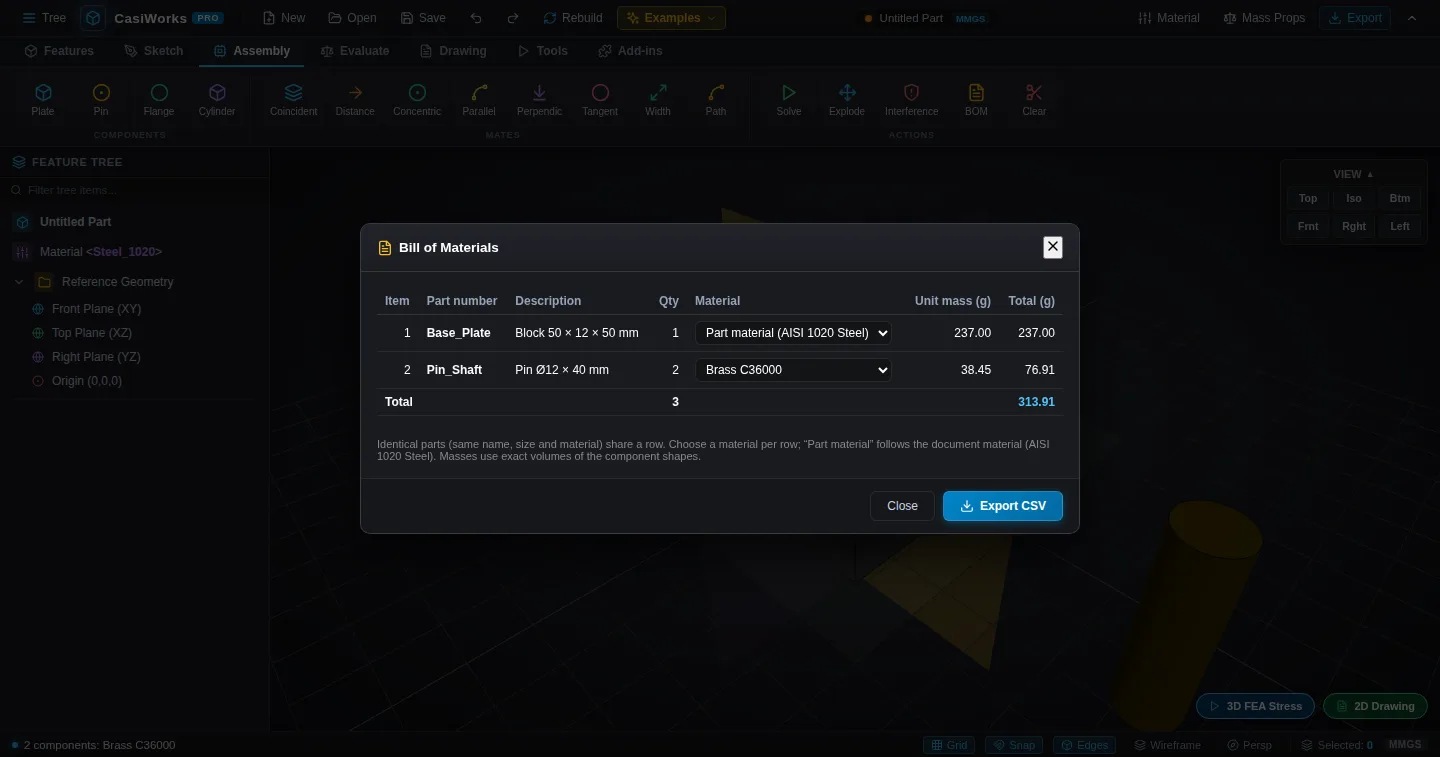 Tree CasiWorks PRO New Open Save Rebuild Examples Untitled Part MMGS Material Mass Props Export
Features Sketch Assembly Evaluate Drawing Tools Add-ins
Plate Pin Flange Cylinder Coincident Distance Concentric Parallel Perpendic Tangent Width Path Solve Explode Interference BOM Clear
COMPONENTS MATES ACTIONS
FEATURE TREE
Filter tree items...
Untitled Part
Material <Steel_1020>
Reference Geometry
Front Plane (XY)
Top Plane (XZ)
Right Plane (YZ)
Origin (0,0,0)
VIEW ▲
Top Iso Btm
Frnt Rght Left
Bill of Materials
Item Part number Description Qty Material Unit mass (g) Total (g)
1 Base_Plate Block 50 × 12 × 50 mm 1 Part material (AISI 1020 Steel) 237.00 237.00
2 Pin_Shaft Pin Ø12 × 40 mm 2 Brass C36000 38.45 76.91
Total 3 313.91
Identical parts (same name, size and material) share a row. Choose a material per row; “Part material” follows the document material (AISI
1020 Steel). Masses use exact volumes of the component shapes.
Close Export CSV
3D FEA Stress 2D Drawing
2 components: Brass C36000 Grid Snap Edges Wireframe Persp Selected: 0 MMGS